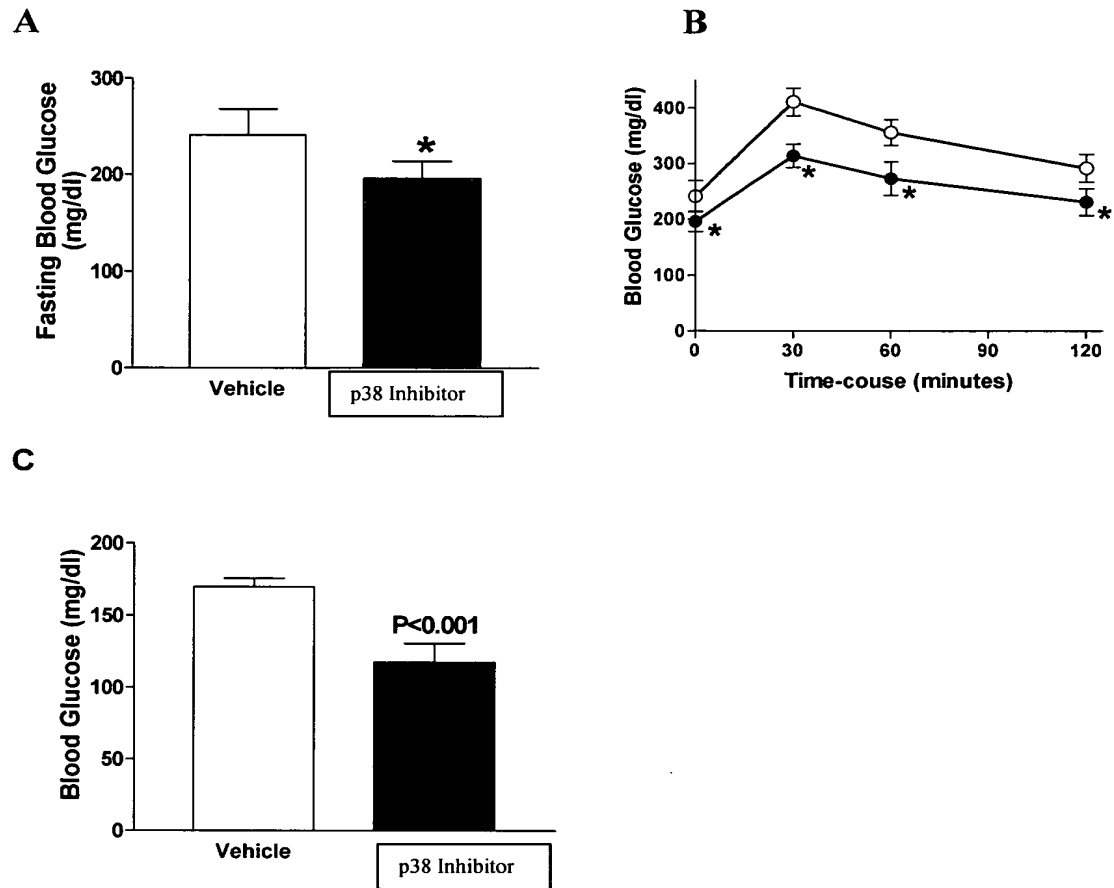 A
Fasting Blood Glucose
(mg/dl)
300
200
100
0
*
Vehicle
p38 Inhibitor
B
Blood Glucose (mg/dl)
400
300
200
100
0
*
*
*
*
0
30
60
90
120
Time-couse (minutes)
C
Blood Glucose (mg/dl)
200
150
100
50
0
P<0.001
Vehicle
p38 Inhibitor